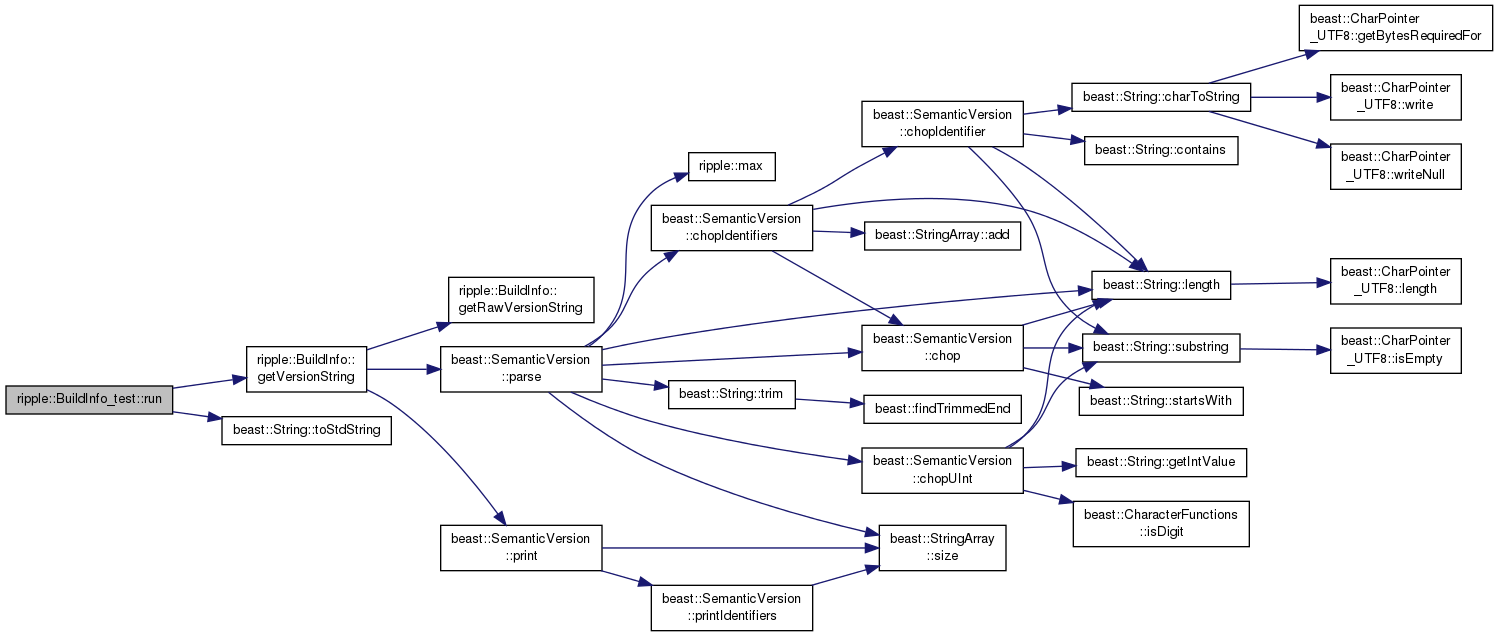 ripple::BuildInfo_test::run
ripple::BuildInfo::
getVersionString
beast::String::toStdString
ripple::BuildInfo::
getRawVersionString
beast::SemanticVersion
::parse
beast::SemanticVersion
::print
ripple::max
beast::SemanticVersion
::chopIdentifiers
beast::String::trim
beast::SemanticVersion
::printIdentifiers
beast::SemanticVersion
::chopIdentifier
beast::StringArray::add
beast::SemanticVersion
::chop
beast::findTrimmedEnd
beast::SemanticVersion
::chopUInt
beast::StringArray
::size
beast::String::charToString
beast::String::contains
beast::String::length
beast::String::substring
beast::String::startsWith
beast::String::getIntValue
beast::CharacterFunctions
::isDigit
beast::CharPointer
_UTF8::getBytesRequiredFor
beast::CharPointer
_UTF8::write
beast::CharPointer
_UTF8::writeNull
beast::CharPointer
_UTF8::length
beast::CharPointer
_UTF8::isEmpty